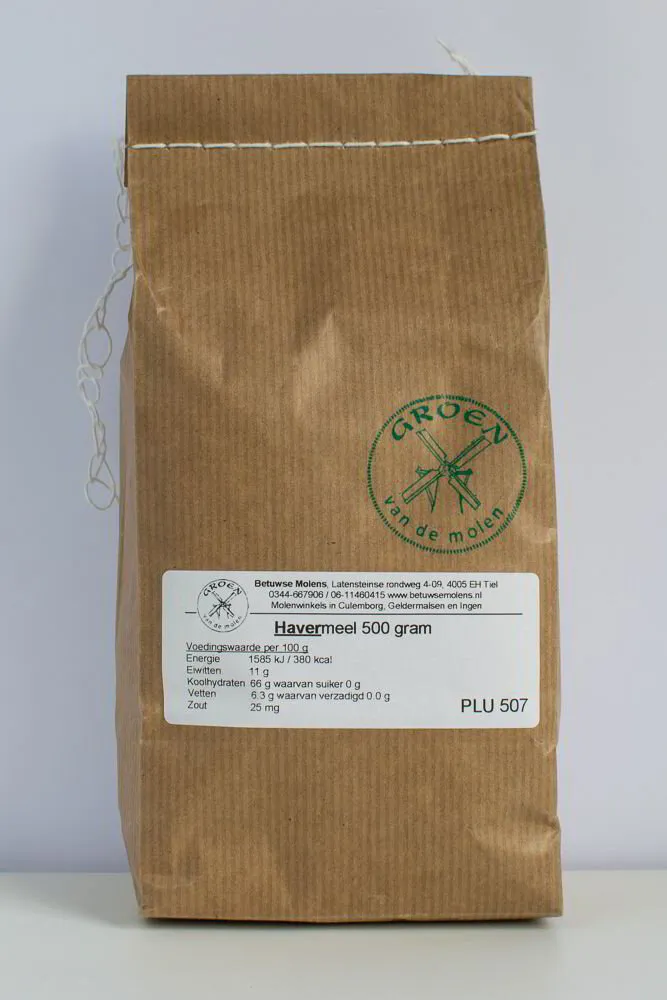 GROEN
van de molen
GROEN
van de molen
Betuwse Molens, Latensteinse rondweg 4-09, 4005 EH Tiel
0344-667906 / 06-11460415 www.betuwsemolens.nl
Molenwinkels in Culemborg, Geldermalsen en Ingen
Havermeel 500 gram
Voedingswaarde per 100 g
Energie 1585 kJ / 380 kcal
Eiwitten 11 g
Koolhydraten 66 g waarvan suiker 0 g
Vetten 6.3 g waarvan verzadigd 0.0 g
Zout 25 mg
PLU 507